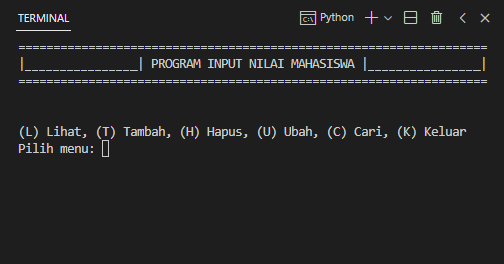 TERMINAL Python
===================================================================
|________________| PROGRAM INPUT NILAI MAHASISWA |________________|
===================================================================
(L) Lihat, (T) Tambah, (H) Hapus, (U) Ubah, (C) Cari, (K) Keluar
Pilih menu: